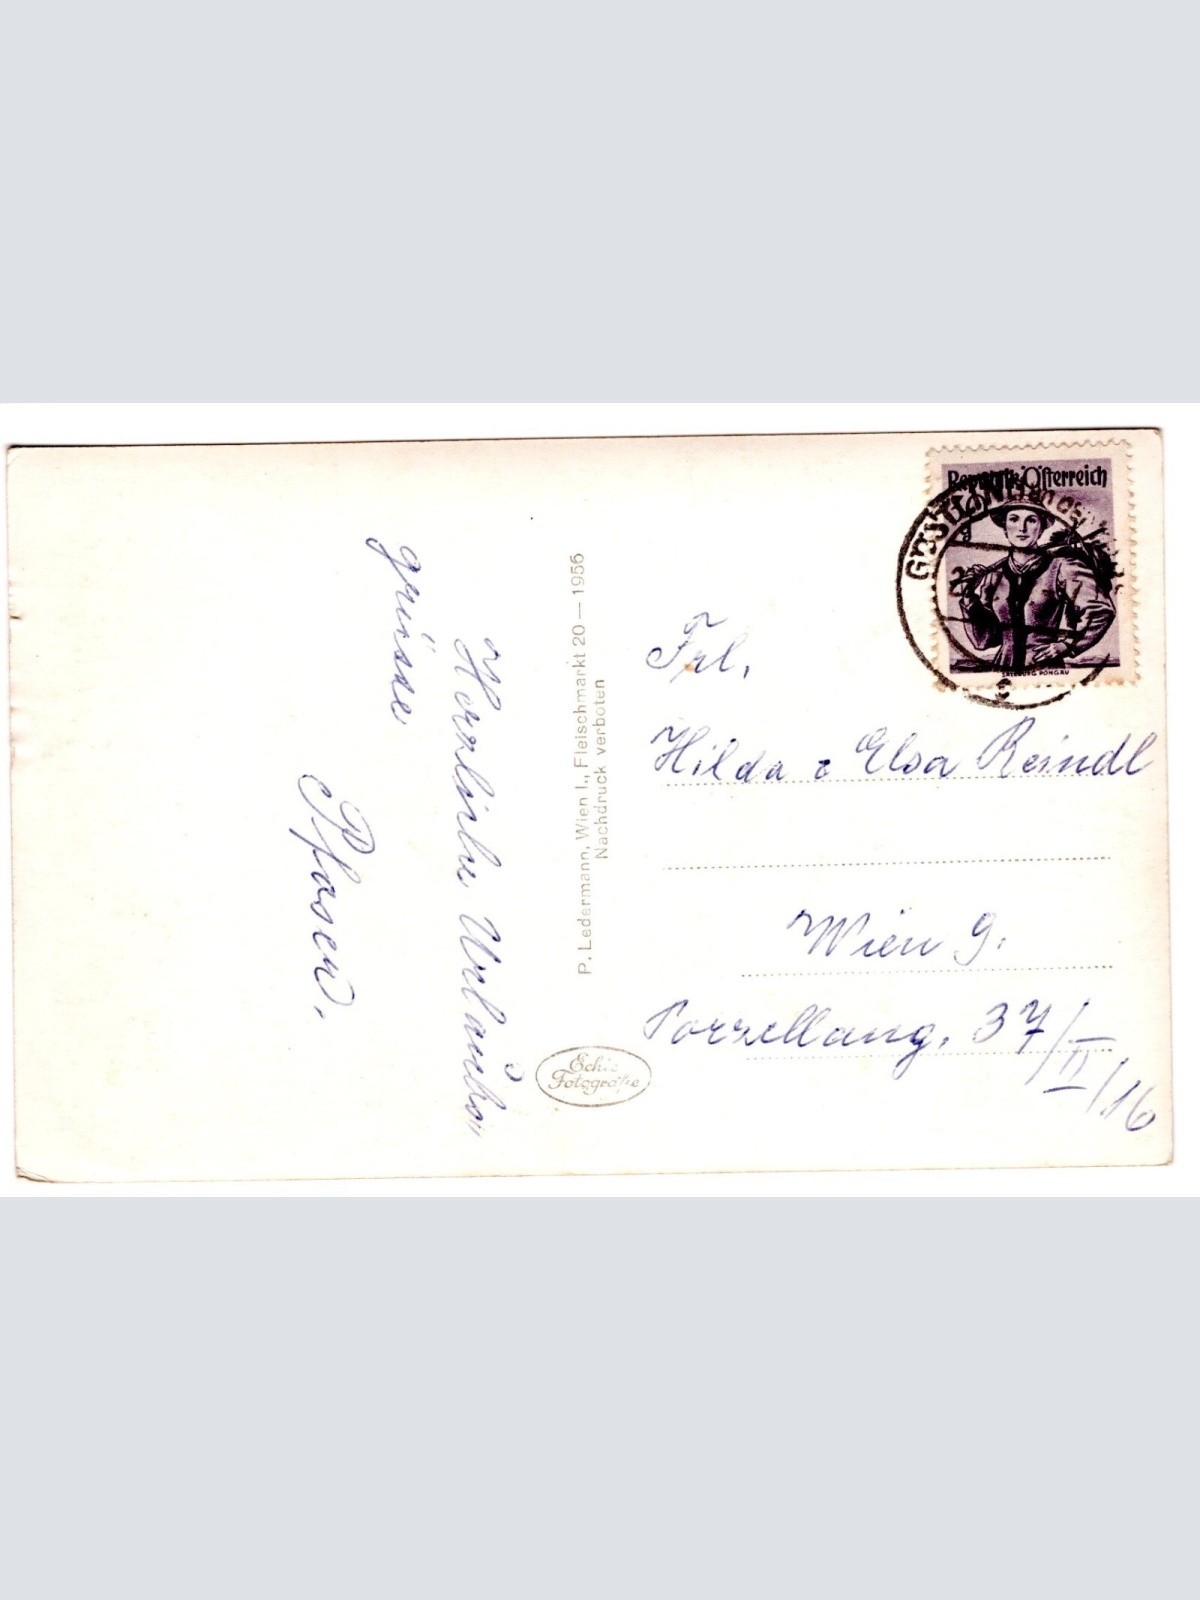 Herzliche Urlaubs
grüsse
P. Ledermann, Wien I., Fleischmarkt 20 — 1956
Nachdruck verboten
Echte
Fotografie
Republik Österreich
SALZBURG PONGAU
Frl.
Hilda & Elsa Reindl
Wien 9.
Porzellang. 37/II/16